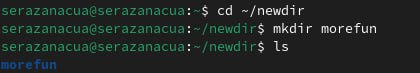 serazanacua@serazanacua:~$ cd ~/newdir
serazanacua@serazanacua:~/newdir$ mkdir morefun
serazanacua@serazanacua:~/newdir$ ls
morefun